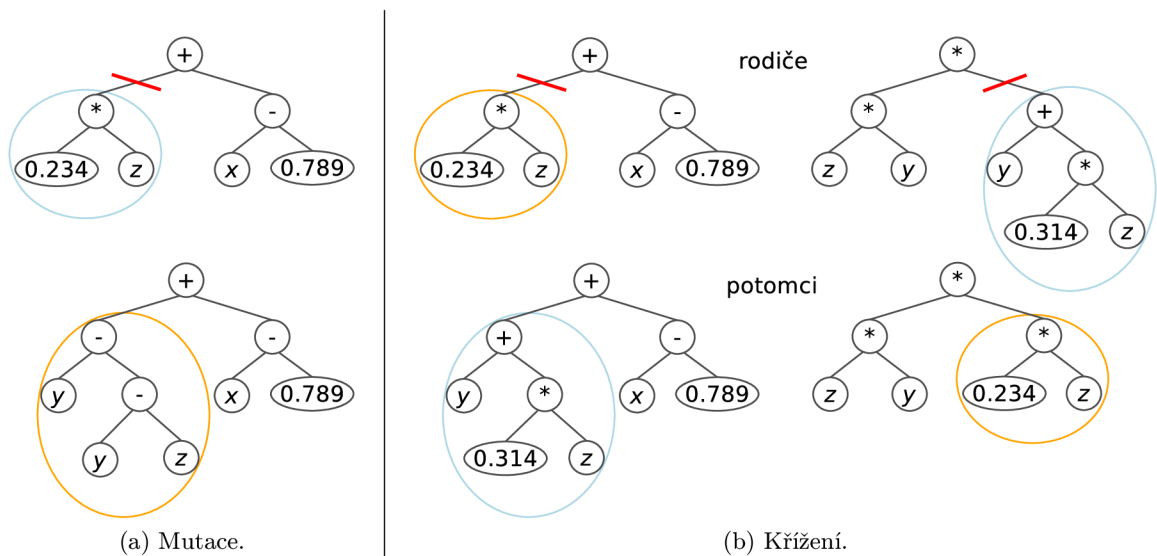 +
* -
0.234 z x 0.789
+
- -
y - x 0.789
y z
(a) Mutace.
+ rodiče *
* - * +
0.234 z x 0.789 z y y *
0.314 z
+ potomci *
+ - * *
y * x 0.789 z y 0.234 z
0.314 z
(b) Křížení.